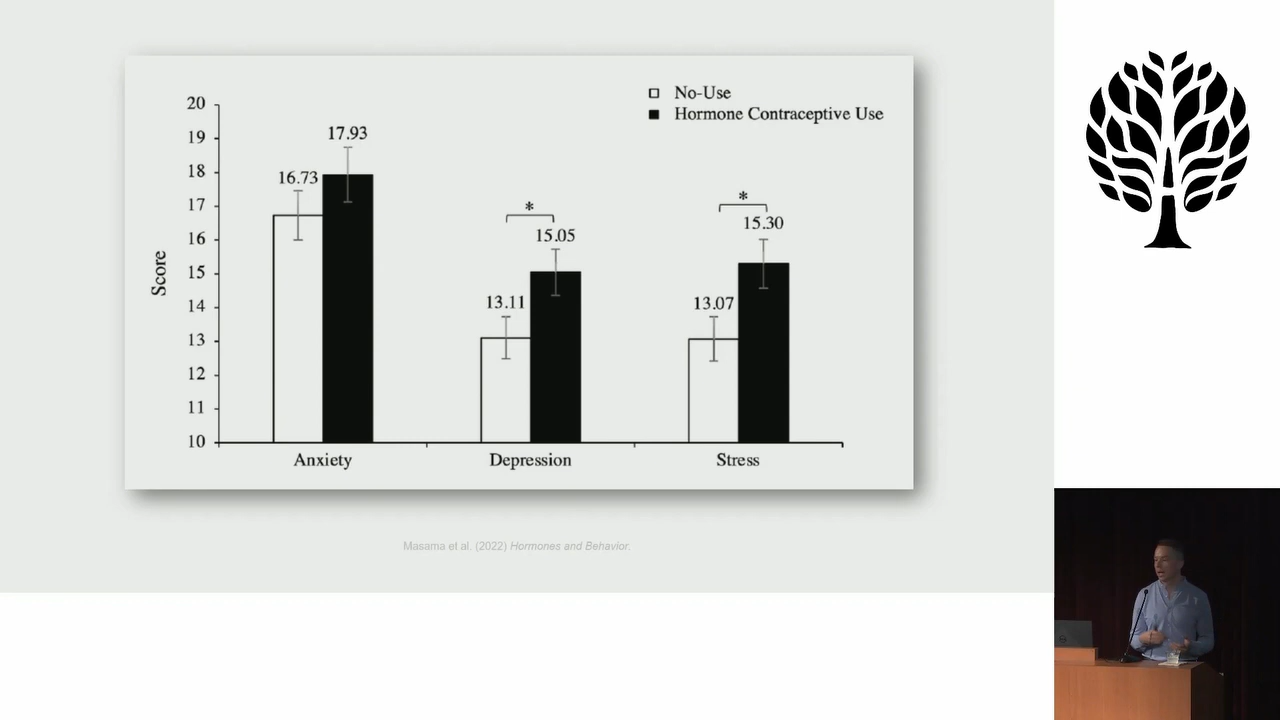 No-Use
Hormone Contraceptive Use
20
19
18
17
16
15
14
13
12
11
10
Score
16.73
17.93
13.11
*
15.05
13.07
*
15.30
Anxiety
Depression
Stress
Masama et al. (2022) Hormones and Behavior.